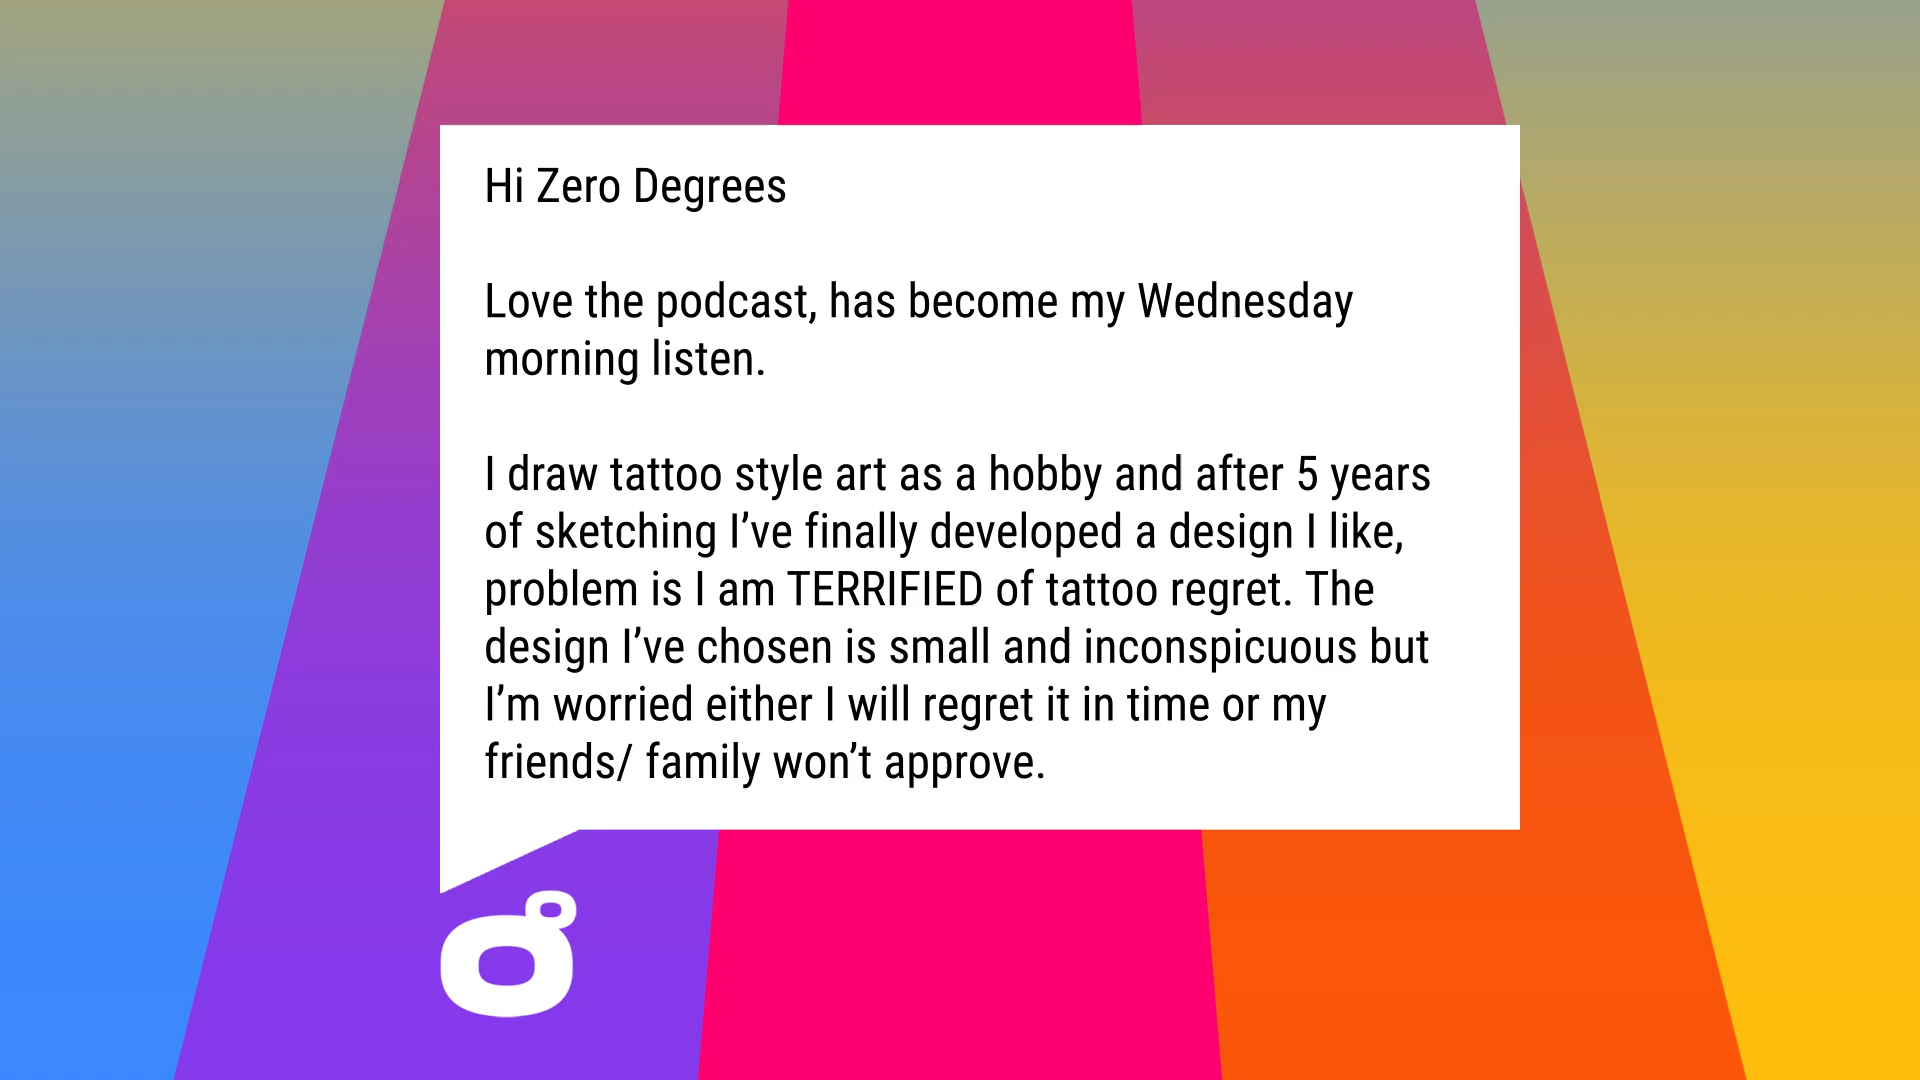 Hi Zero Degrees
Love the podcast, has become my Wednesday
morning listen.
I draw tattoo style art as a hobby and after 5 years
of sketching I’ve finally developed a design I like,
problem is I am TERRIFIED of tattoo regret. The
design I’ve chosen is small and inconspicuous but
I’m worried either I will regret it in time or my
friends/ family won’t approve.